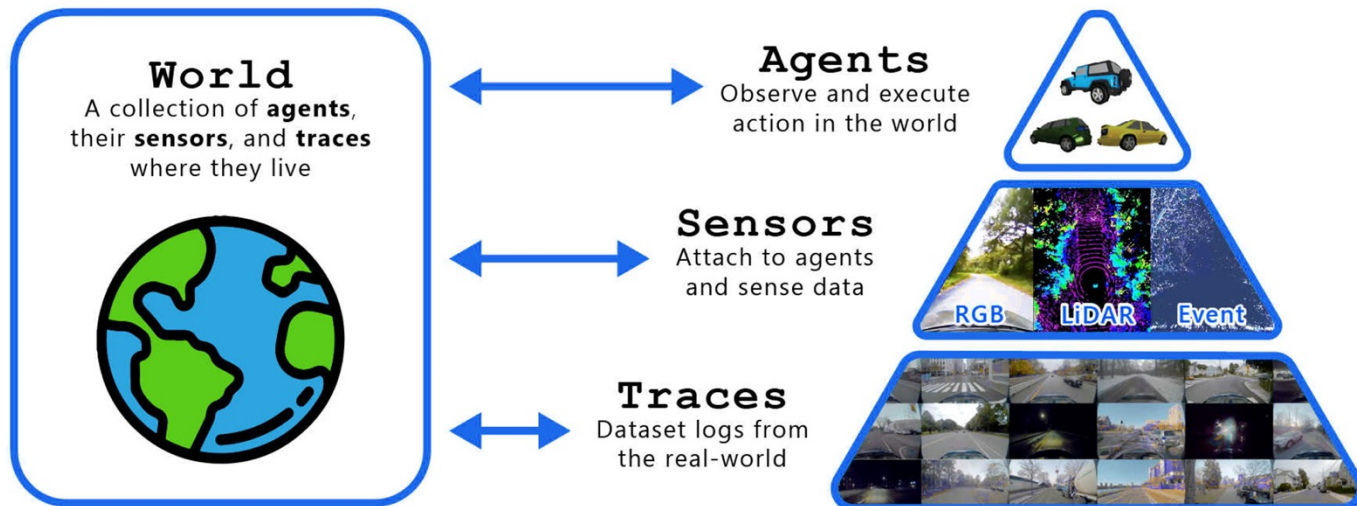 World
A collection of agents,
their sensors, and traces
where they live
Agents
Observe and execute
action in the world
Sensors
Attach to agents
and sense data
RGB
LiDAR
Event
Traces
Dataset logs from
the real-world